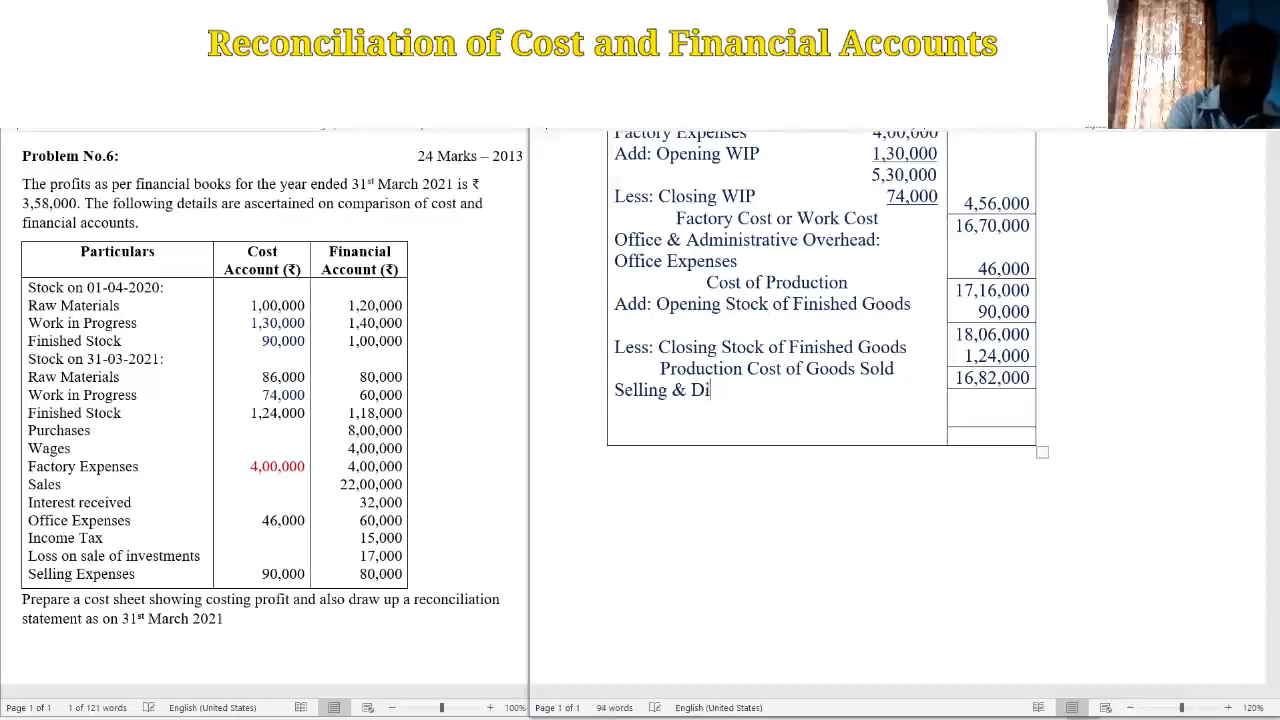 Reconciliation of Cost and Financial Accounts
Problem No.6: 24 Marks – 2013
The profits as per financial books for the year ended 31st March 2021 is ₹
3,58,000. The following details are ascertained on comparison of cost and
financial accounts.
Particulars Cost Financial
Account (₹) Account (₹)
Stock on 01-04-2020:
Raw Materials 1,00,000 1,20,000
Work in Progress 1,30,000 1,40,000
Finished Stock 90,000 1,00,000
Stock on 31-03-2021:
Raw Materials 86,000 80,000
Work in Progress 74,000 60,000
Finished Stock 1,24,000 1,18,000
Purchases 8,00,000
Wages 4,00,000
Factory Expenses 4,00,000 4,00,000
Sales 22,00,000
Interest received 32,000
Office Expenses 46,000 60,000
Income Tax 15,000
Loss on sale of investments 17,000
Selling Expenses 90,000 80,000
Prepare a cost sheet showing costing profit and also draw up a reconciliation
statement as on 31st March 2021
Page 1 of 1 1 of 121 words English (United States) 100%
Factory Expenses 4,00,000
Add: Opening WIP 1,30,000
5,30,000
Less: Closing WIP 74,000 4,56,000
Factory Cost or Work Cost 16,70,000
Office & Administrative Overhead:
Office Expenses 46,000
Cost of Production 17,16,000
Add: Opening Stock of Finished Goods 90,000
18,06,000
Less: Closing Stock of Finished Goods 1,24,000
Production Cost of Goods Sold 16,82,000
Selling & Di
Page 1 of 1 94 words English (United States) 120%